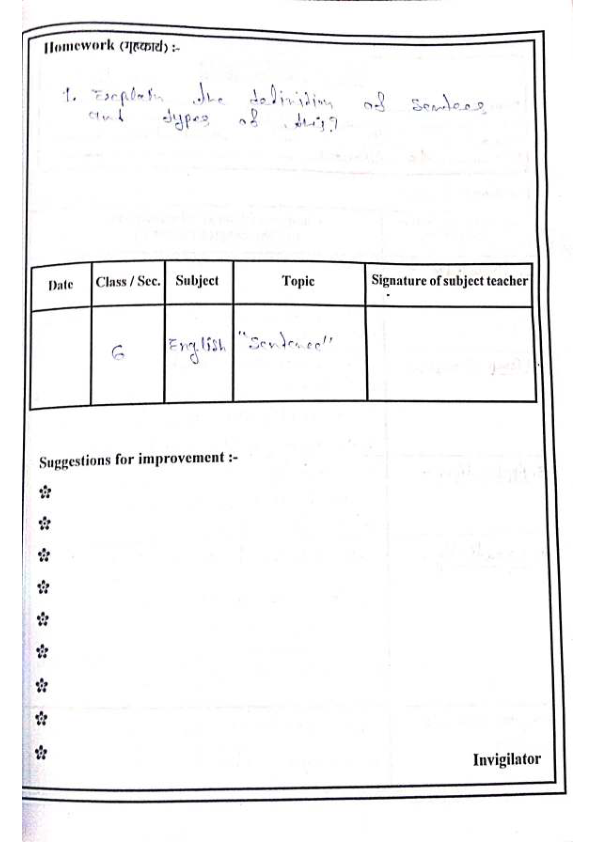 Homework (गृहकार्य) :-
1. Explain the definition of Sentence
and types of this?
Date Class / Sec. Subject Topic Signature of subject teacher
6 English "Sentence"
Suggestions for improvement :-
Invigilator